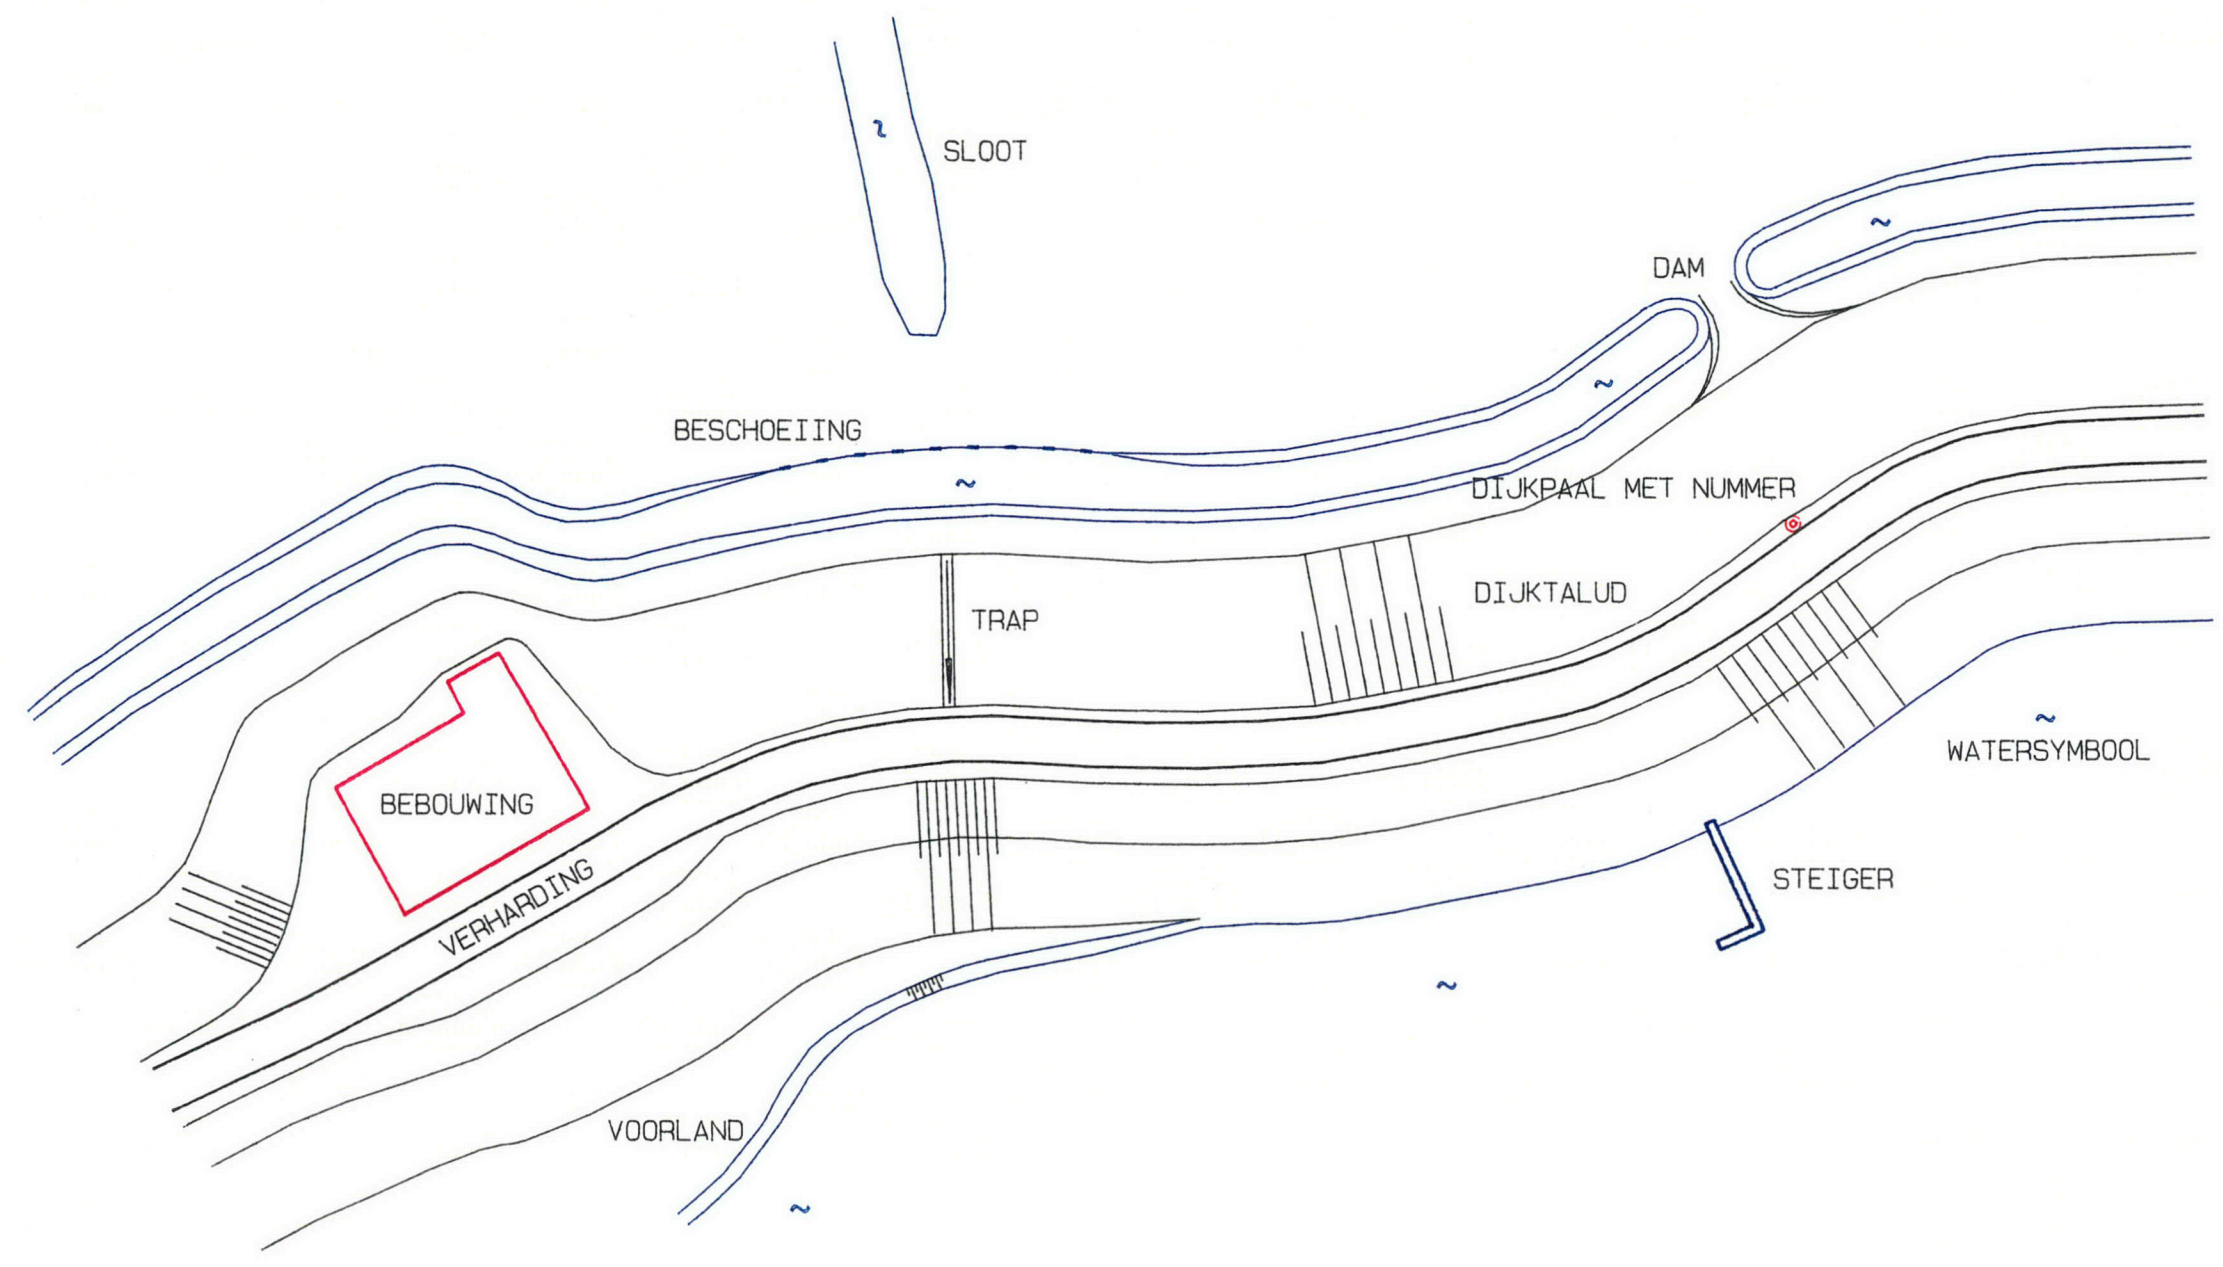 SLOOT
DAM
BESCHOEIING
DIJKPAAL MET NUMMER
DIJKTALUD
TRAP
WATERSYMBOOL
BEBOUWING
STEIGER
VERHARDING
VOORLAND